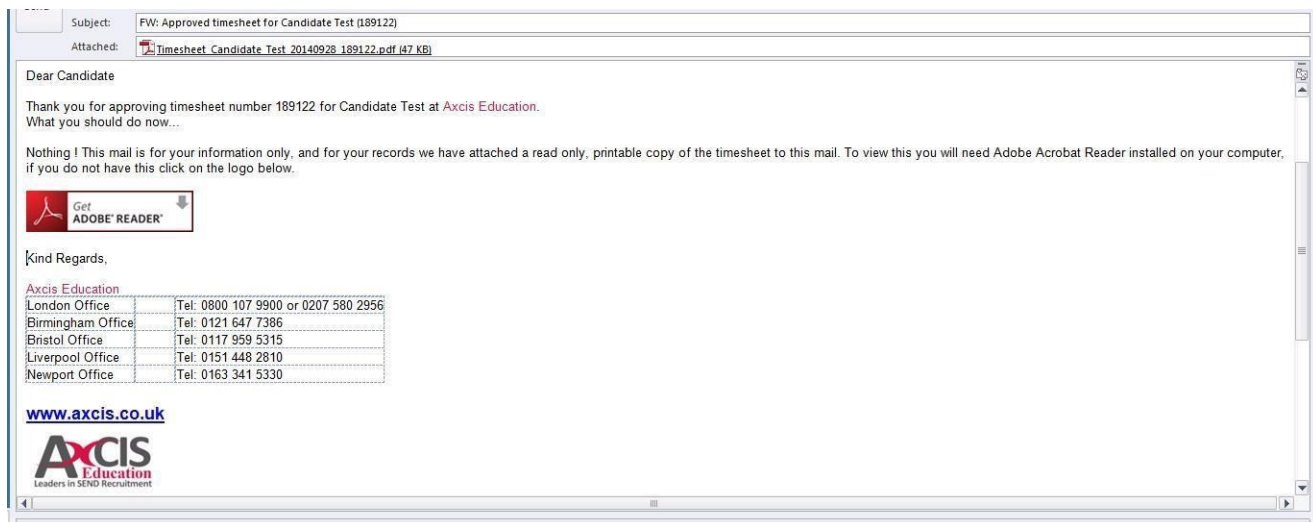 Subject: FW: Approved timesheet for Candidate Test (189122)
Attached: Timesheet_Candidate_Test_20140928_189122.pdf (47 KB)
Dear Candidate
Thank you for approving timesheet number 189122 for Candidate Test at Axcis Education.
What you should do now...
Nothing ! This mail is for your information only, and for your records we have attached a read only, printable copy of the timesheet to this mail. To view this you will need Adobe Acrobat Reader installed on your computer,
if you do not have this click on the logo below.
Get
ADOBE® READER®
Kind Regards,
Axcis Education
London Office Tel: 0800 107 9900 or 0207 580 2956
Birmingham Office Tel: 0121 647 7386
Bristol Office Tel: 0117 959 5315
Liverpool Office Tel: 0151 448 2810
Newport Office Tel: 0163 341 5330
www.axcis.co.uk
AXCIS
Education
Leaders in SEND Recruitment